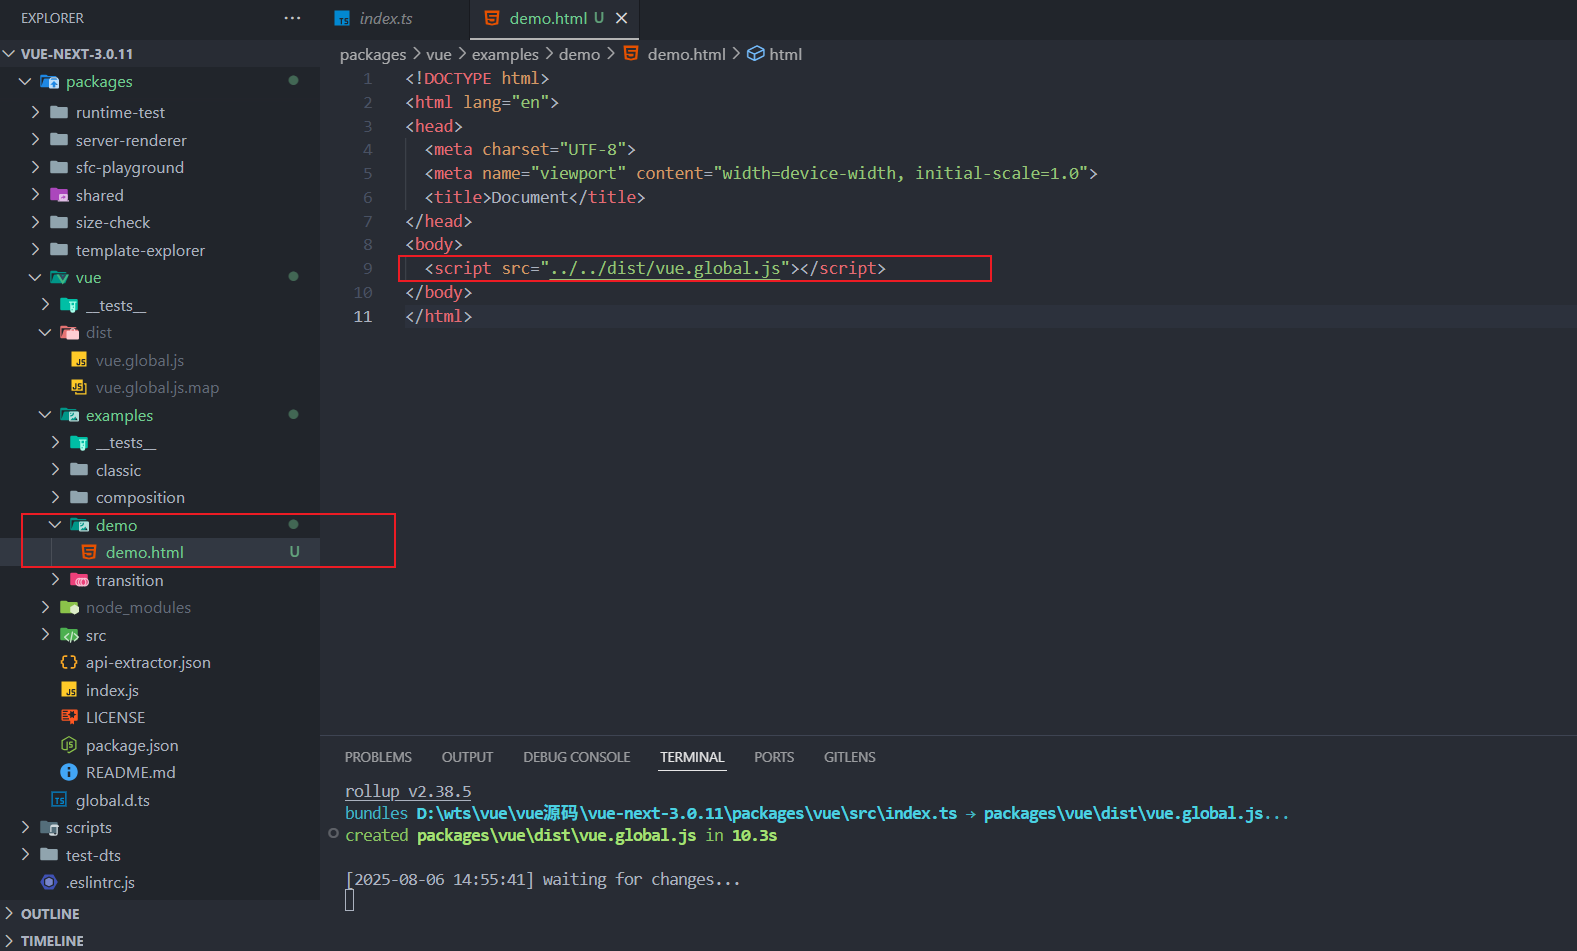 EXPLORER
VUE-NEXT-3.0.11
packages
runtime-test
server-renderer
sfc-playground
shared
size-check
template-explorer
vue
__tests__
dist
vue.global.js
vue.global.js.map
examples
__tests__
classic
composition
demo
demo.html U
transition
node_modules
src
api-extractor.json
index.js
LICENSE
package.json
README.md
global.d.ts
scripts
test-dts
.eslintrc.js
OUTLINE
TIMELINE
index.ts
demo.html U
packages > vue > examples > demo > demo.html > html
1 <!DOCTYPE html>
2 <html lang="en">
3 <head>
4 <meta charset="UTF-8">
5 <meta name="viewport" content="width=device-width, initial-scale=1.0">
6 <title>Document</title>
7 </head>
8 <body>
9 <script src="../../dist/vue.global.js"></script>
10 </body>
11 </html>
PROBLEMS OUTPUT DEBUG CONSOLE TERMINAL PORTS GITLENS
rollup v2.38.5
bundles D:\wts\vue\vue源码\vue-next-3.0.11\packages\vue\src\index.ts → packages\vue\dist\vue.global.js...
created packages\vue\dist\vue.global.js in 10.3s
[2025-08-06 14:55:41] waiting for changes...